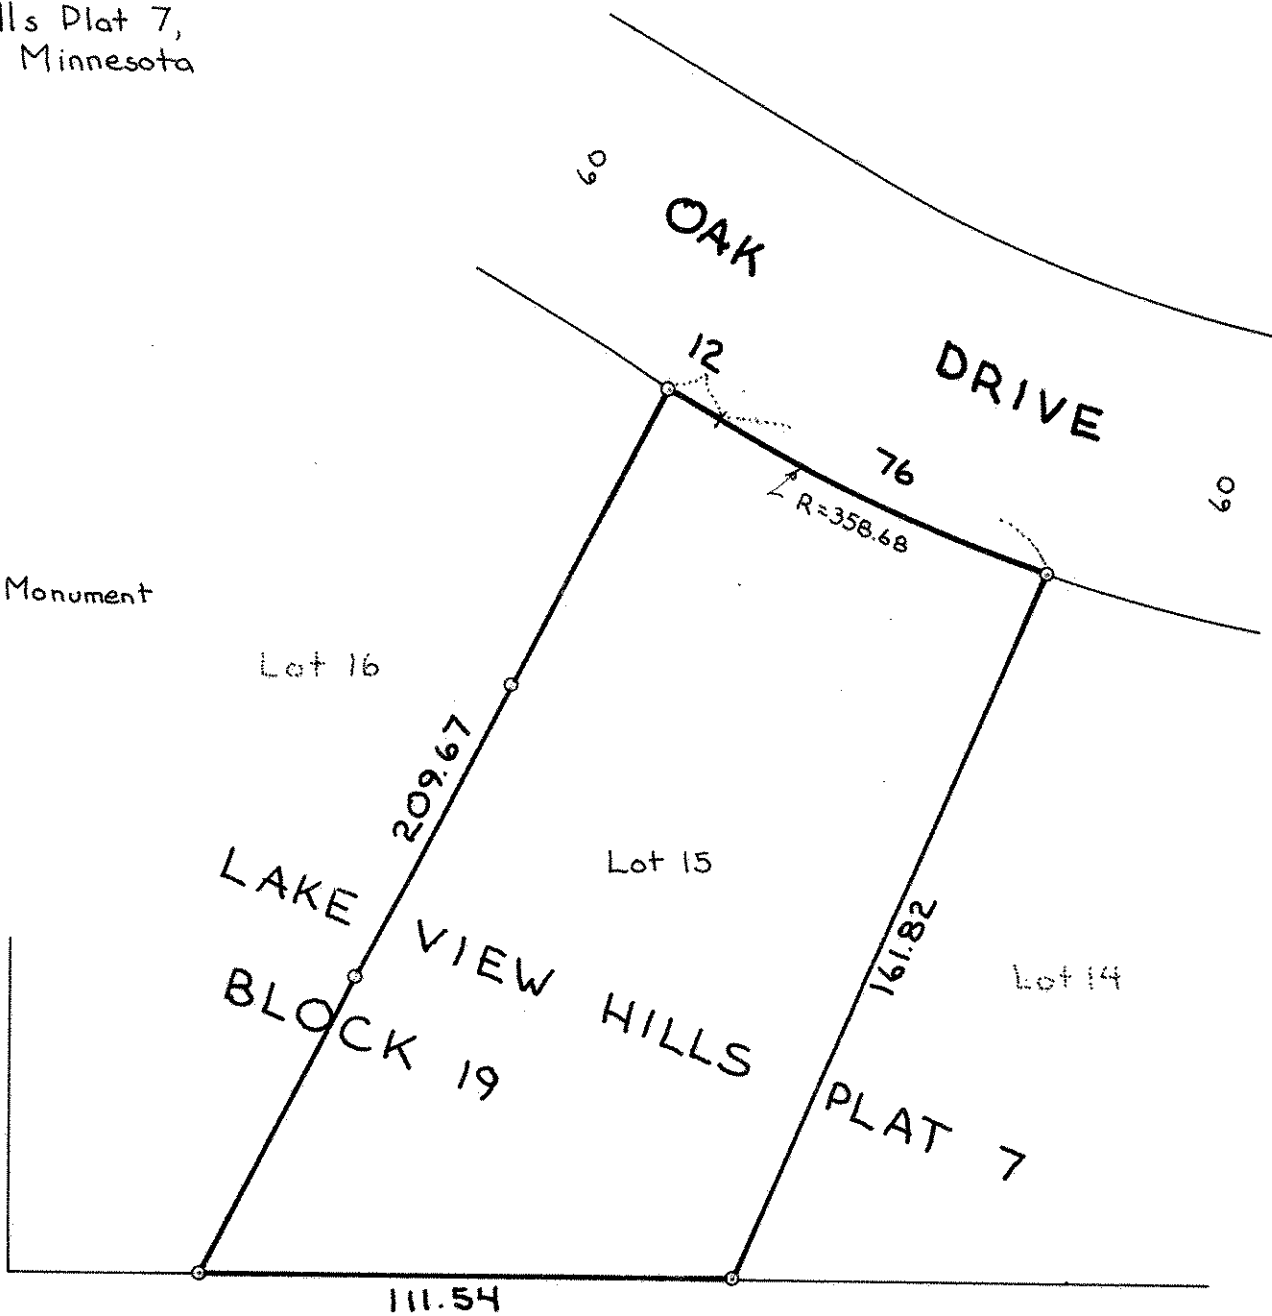 lls Plat 7,
Minnesota
60
OAK
DRIVE
12
76
60
R=358.68
Monument
Lot 16
209.67
Lot 15
161.82
Lot 14
LAKE VIEW HILLS PLAT 7
BLOCK 19
111.54